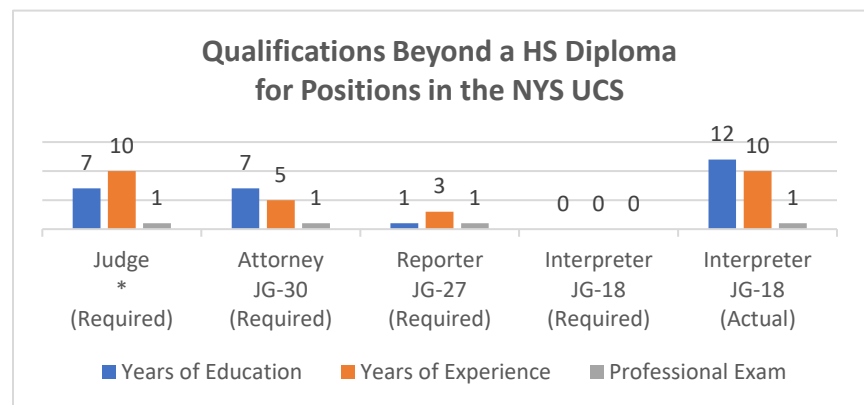 Qualifications Beyond a HS Diploma
for Positions in the NYS UCS
7 10 1
7 5 1
1 3 1
0 0 0
12 10 1
Judge
*
(Required)
Attorney
JG-30
(Required)
Reporter
JG-27
(Required)
Interpreter
JG-18
(Required)
Interpreter
JG-18
(Actual)
Years of Education Years of Experience Professional Exam